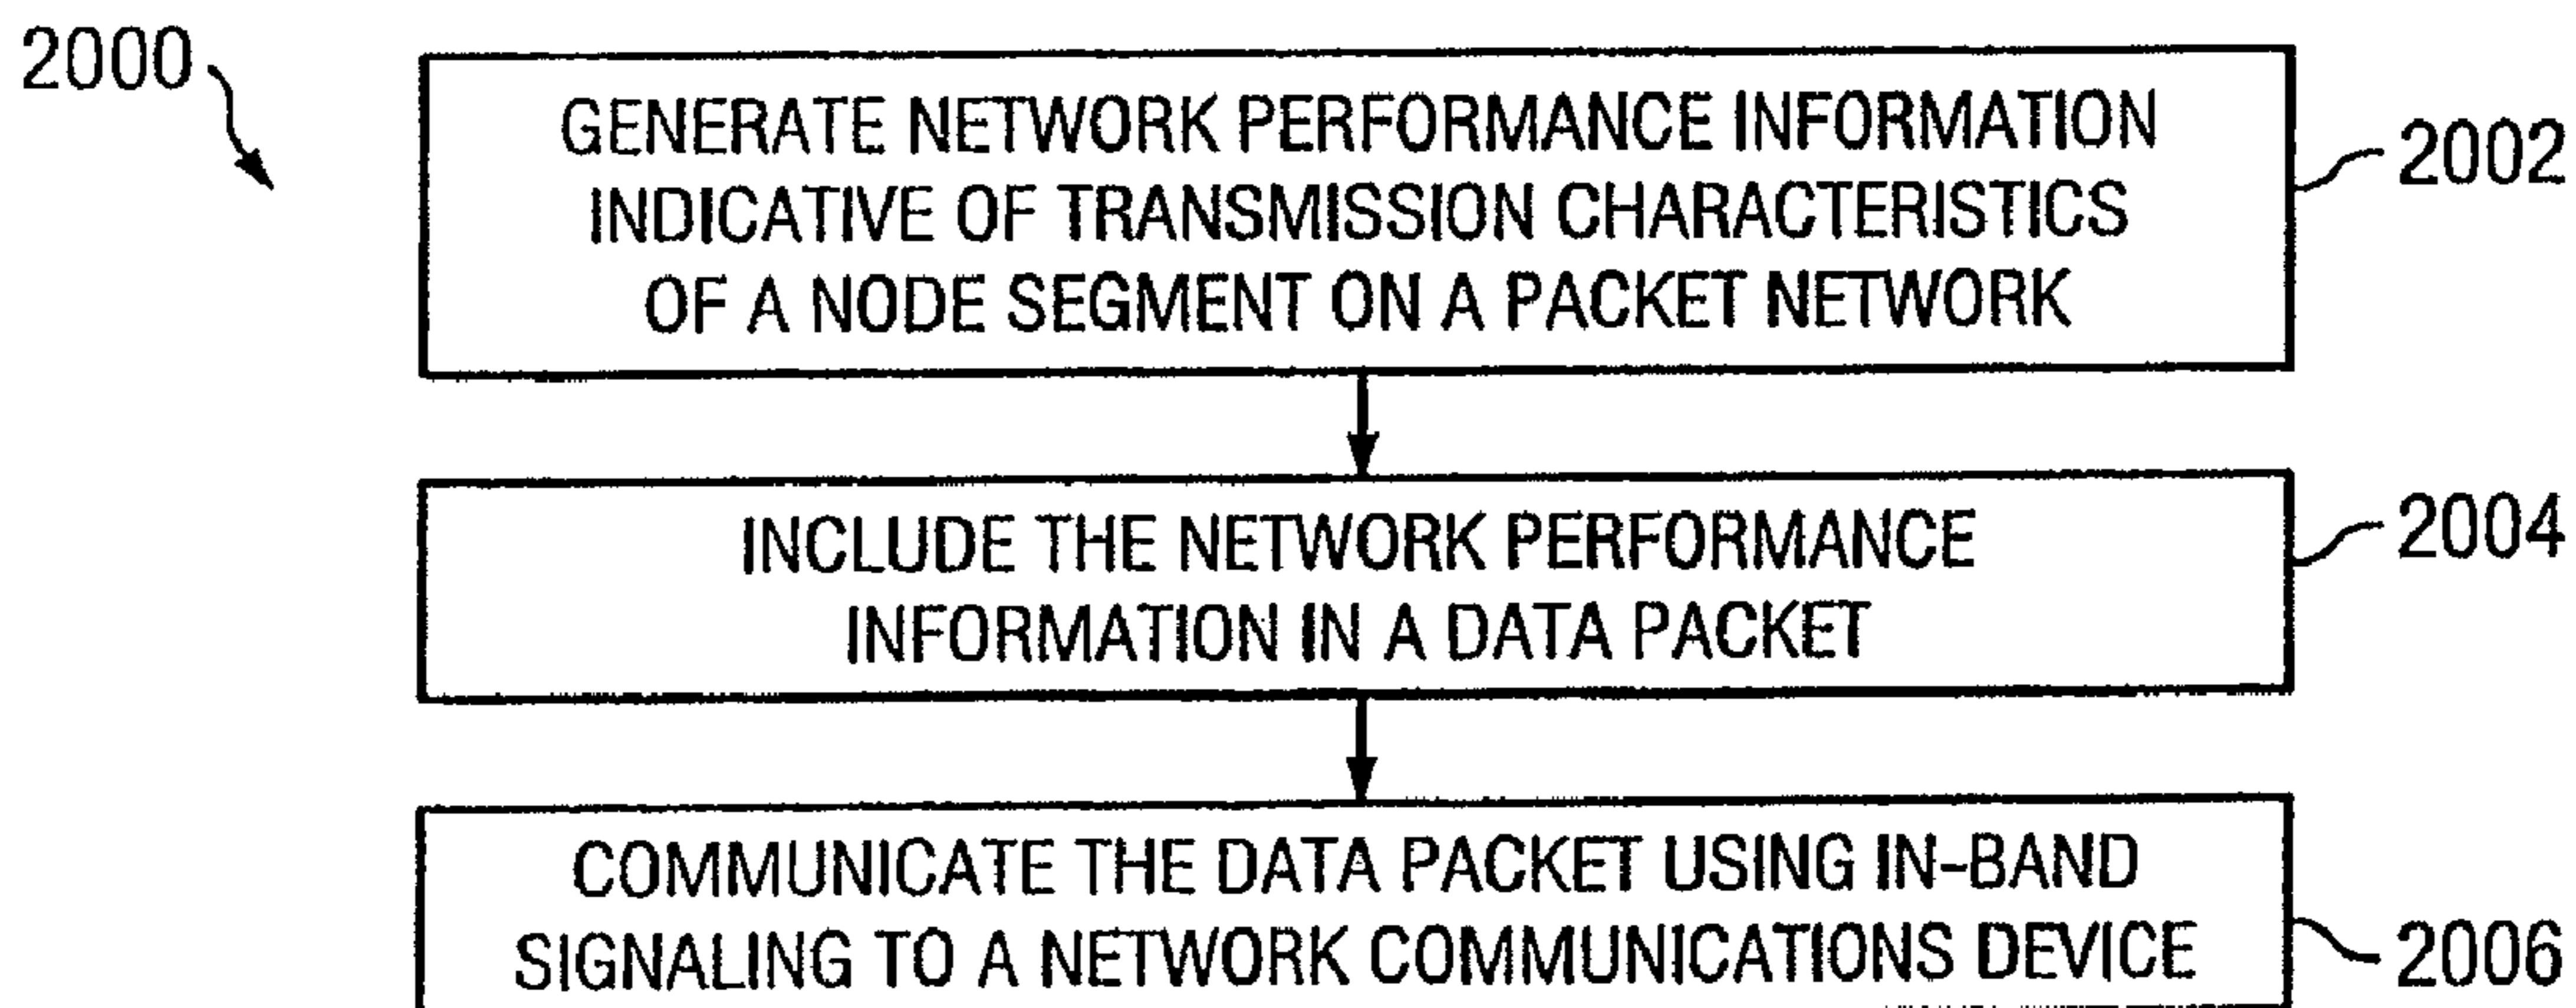 2000
GENERATE NETWORK PERFORMANCE INFORMATION
INDICATIVE OF TRANSMISSION CHARACTERISTICS
OF A NODE SEGMENT ON A PACKET NETWORK
2002
INCLUDE THE NETWORK PERFORMANCE
INFORMATION IN A DATA PACKET
2004
COMMUNICATE THE DATA PACKET USING IN-BAND
SIGNALING TO A NETWORK COMMUNICATIONS DEVICE
2006